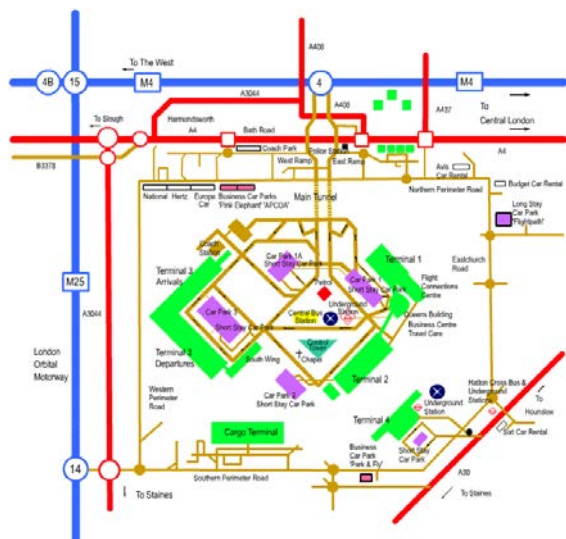 A408
To The West
4B
15
M4
4
M4
A3044
A408
A437
To
Central London
To Slough
Harmondsworth
A4
Bath Road
A4
Police Station
Coach Park
B3378
West Ramp
East Ramp
Avis
Car Rental
National
Hertz
Europe
Car
Business Car Parks
'Pink Elephant' 'APCOA'
Main Tunnel
Northern Perimeter Road
Budget Car Rental
Long Stay
Car Park
'Flightpath'
Coach Station
Car Park 1A
Short Stay Car Park
Terminal 1
Eastchurch
Road
Terminal 3
Arrivals
Car Park 1
Short Stay Car Park
Flight
Connections
Centre
M25
Petrol
Car Park 3
Short Stay Car Park
Central Bus
Station
Underground
Station
Queens Building
Business Centre
Travel Care
A3044
London
Orbital
Motorway
Terminal 3
Departures
South Wing
Control
Tower
Chapel
Terminal 2
Western
Perimeter
Road
Car Park 2
Short Stay Car Park
Hatton Cross Bus &
Underground
Stations
To
Hounslow
Terminal 4
Underground
Station
Sixt Car Rental
Cargo Terminal
Short Stay
Car Park
Business
Car Park
'Park & Fly'
14
Southern Perimeter Road
A30
To Staines
To Staines